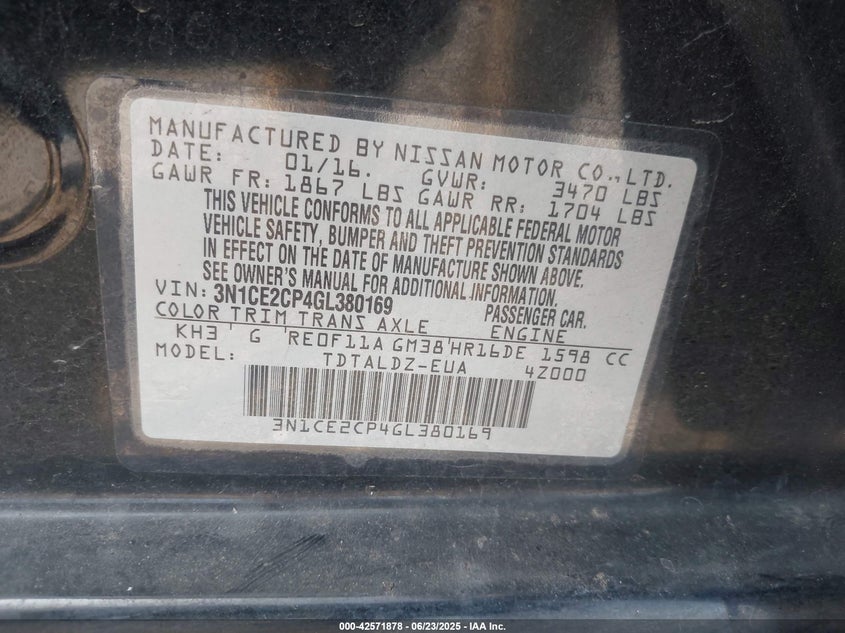 MANUFACTURED BY NISSAN MOTOR CO.,LTD.
DATE: 01/16. GVWR: 3470 LBS
GAWR FR: 1867 LBS GAWR RR: 1704 LBS
THIS VEHICLE CONFORMS TO ALL APPLICABLE FEDERAL MOTOR
VEHICLE SAFETY, BUMPER AND THEFT PREVENTION STANDARDS
IN EFFECT ON THE DATE OF MANUFACTURE SHOWN ABOVE.
SEE OWNER'S MANUAL FOR ADDITIONAL INFORMATION.
VIN: 3N1CE2CP4GL380169 PASSENGER CAR.
COLOR TRIM TRANS AXLE ENGINE
KH3 ' G 'RE0F11A GM38'HR16DE 1598 CC
MODEL: TDTALDZ-EUA 4Z000
3N1CE2CP4GL380169
000-42571878 - 06/23/2025 - IAA Inc.